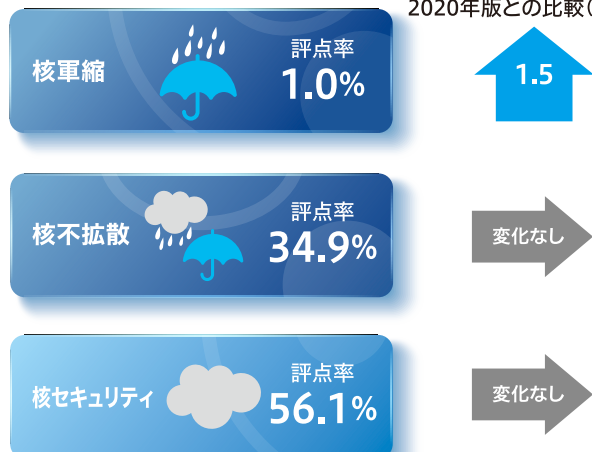 2020年版との比較(
核軍縮
評点率
1.0%
1.5
核不拡散
評点率
34.9%
変化なし
核セキュリティ
評点率
56.1%
変化なし